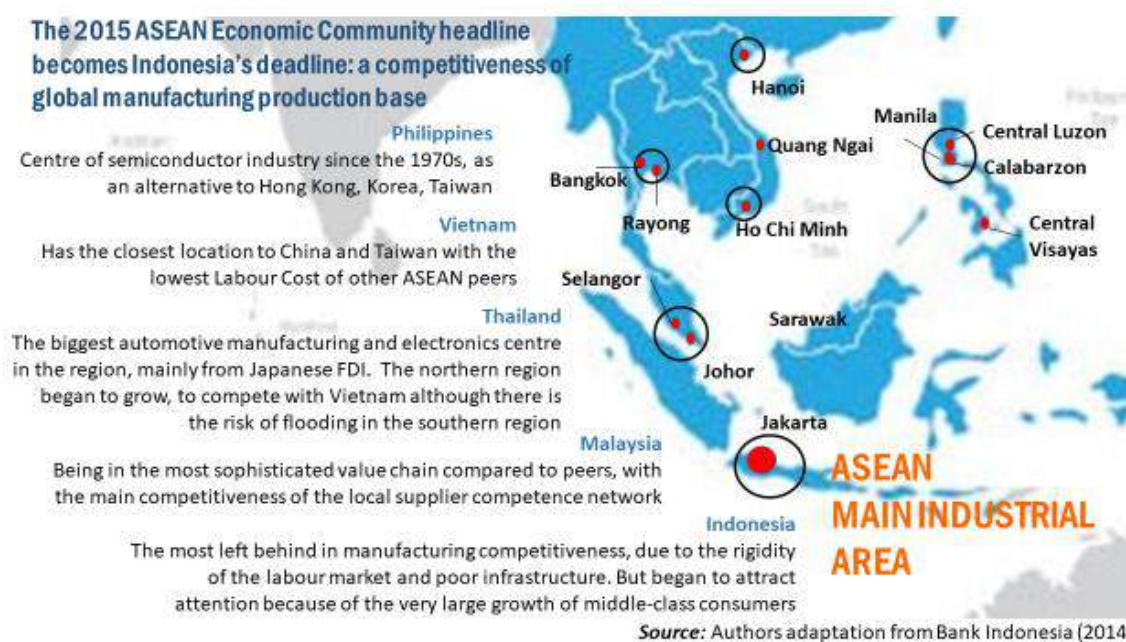 The 2015 ASEAN Economic Community headline
becomes Indonesia's deadline: a competitiveness of
global manufacturing production base
Philippines
Centre of semiconductor industry since the 1970s, as
an alternative to Hong Kong, Korea, Taiwan
Vietnam
Has the closest location to China and Taiwan with the
lowest Labour Cost of other ASEAN peers
Thailand
The biggest automotive manufacturing and electronics centre
in the region, mainly from Japanese FDI. The northern region
began to grow, to compete with Vietnam although there is
the risk of flooding in the southern region
Malaysia
Being in the most sophisticated value chain compared to peers, with
the main competitiveness of the local supplier competence network
Indonesia
The most left behind in manufacturing competitiveness, due to the rigidity
of the labour market and poor infrastructure. But began to attract
attention because of the very large growth of middle-class consumers
Hanoi
Manila
Central Luzon
Quang Ngai
Calabarzon
Bangkok
Rayong
Ho Chi Minh
Central
Visayas
Selangor
Sarawak
Johor
Jakarta
ASEAN
MAIN INDUSTRIAL
AREA
Source: Authors adaptation from Bank Indonesia (2014